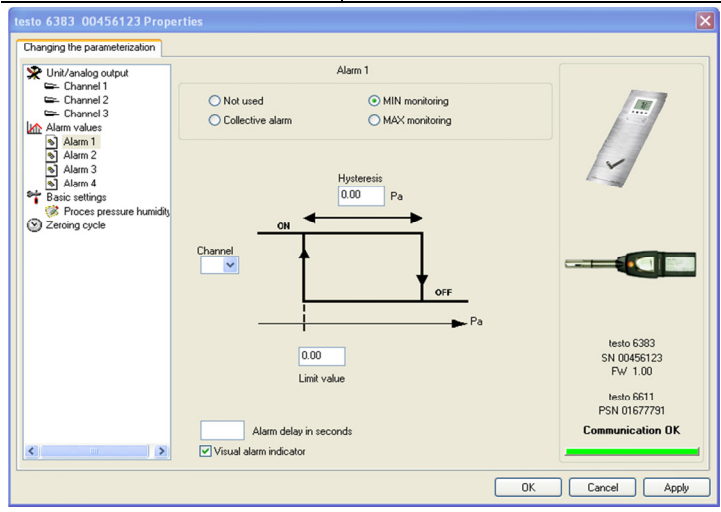 testo 6383 00456123 Properties
Changing the parameterization
Unit/analog output
Channel 1
Channel 2
Channel 3
Alarm values
Alarm 1
Alarm 2
Alarm 3
Alarm 4
Basic settings
Proces pressure humidity
Zeroing cycle
Alarm 1
Not used
MIN monitoring
Collective alarm
MAX monitoring
Hysteresis
0.00 Pa
ON
Channel
OFF
Pa
0.00
Limit value
Alarm delay in seconds
Visual alarm indicator
testo 6383
SN 00456123
FW 1.00
testo 6611
PSN 01677791
Communication OK
OK Cancel Apply